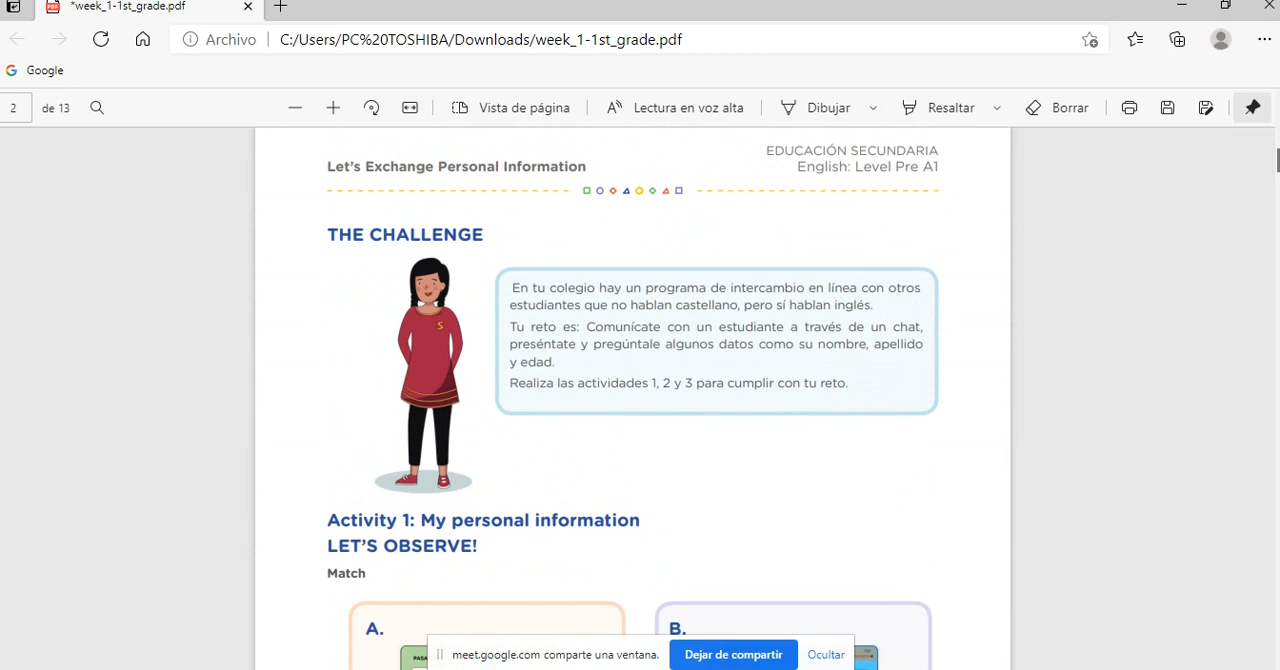 *week_1-1st_grade.pdf
Archivo
C:/Users/PC%20TOSHIBA/Downloads/week_1-1st_grade.pdf
Google
2 de 13
Vista de página
Lectura en voz alta
Dibujar
Resaltar
Borrar
EDUCACIÓN SECUNDARIA
Let's Exchange Personal Information
English: Level Pre A1
THE CHALLENGE
S
En tu colegio hay un programa de intercambio en línea con otros
estudiantes que no hablan castellano, pero sí hablan inglés.
Tu reto es: Comunícate con un estudiante a través de un chat,
preséntate y pregúntale algunos datos como su nombre, apellido
y edad.
Realiza las actividades 1, 2 y 3 para cumplir con tu reto.
Activity 1: My personal information
LET'S OBSERVE!
Match
A.
B.
meet.google.com comparte una ventana.
Dejar de compartir
Ocultar